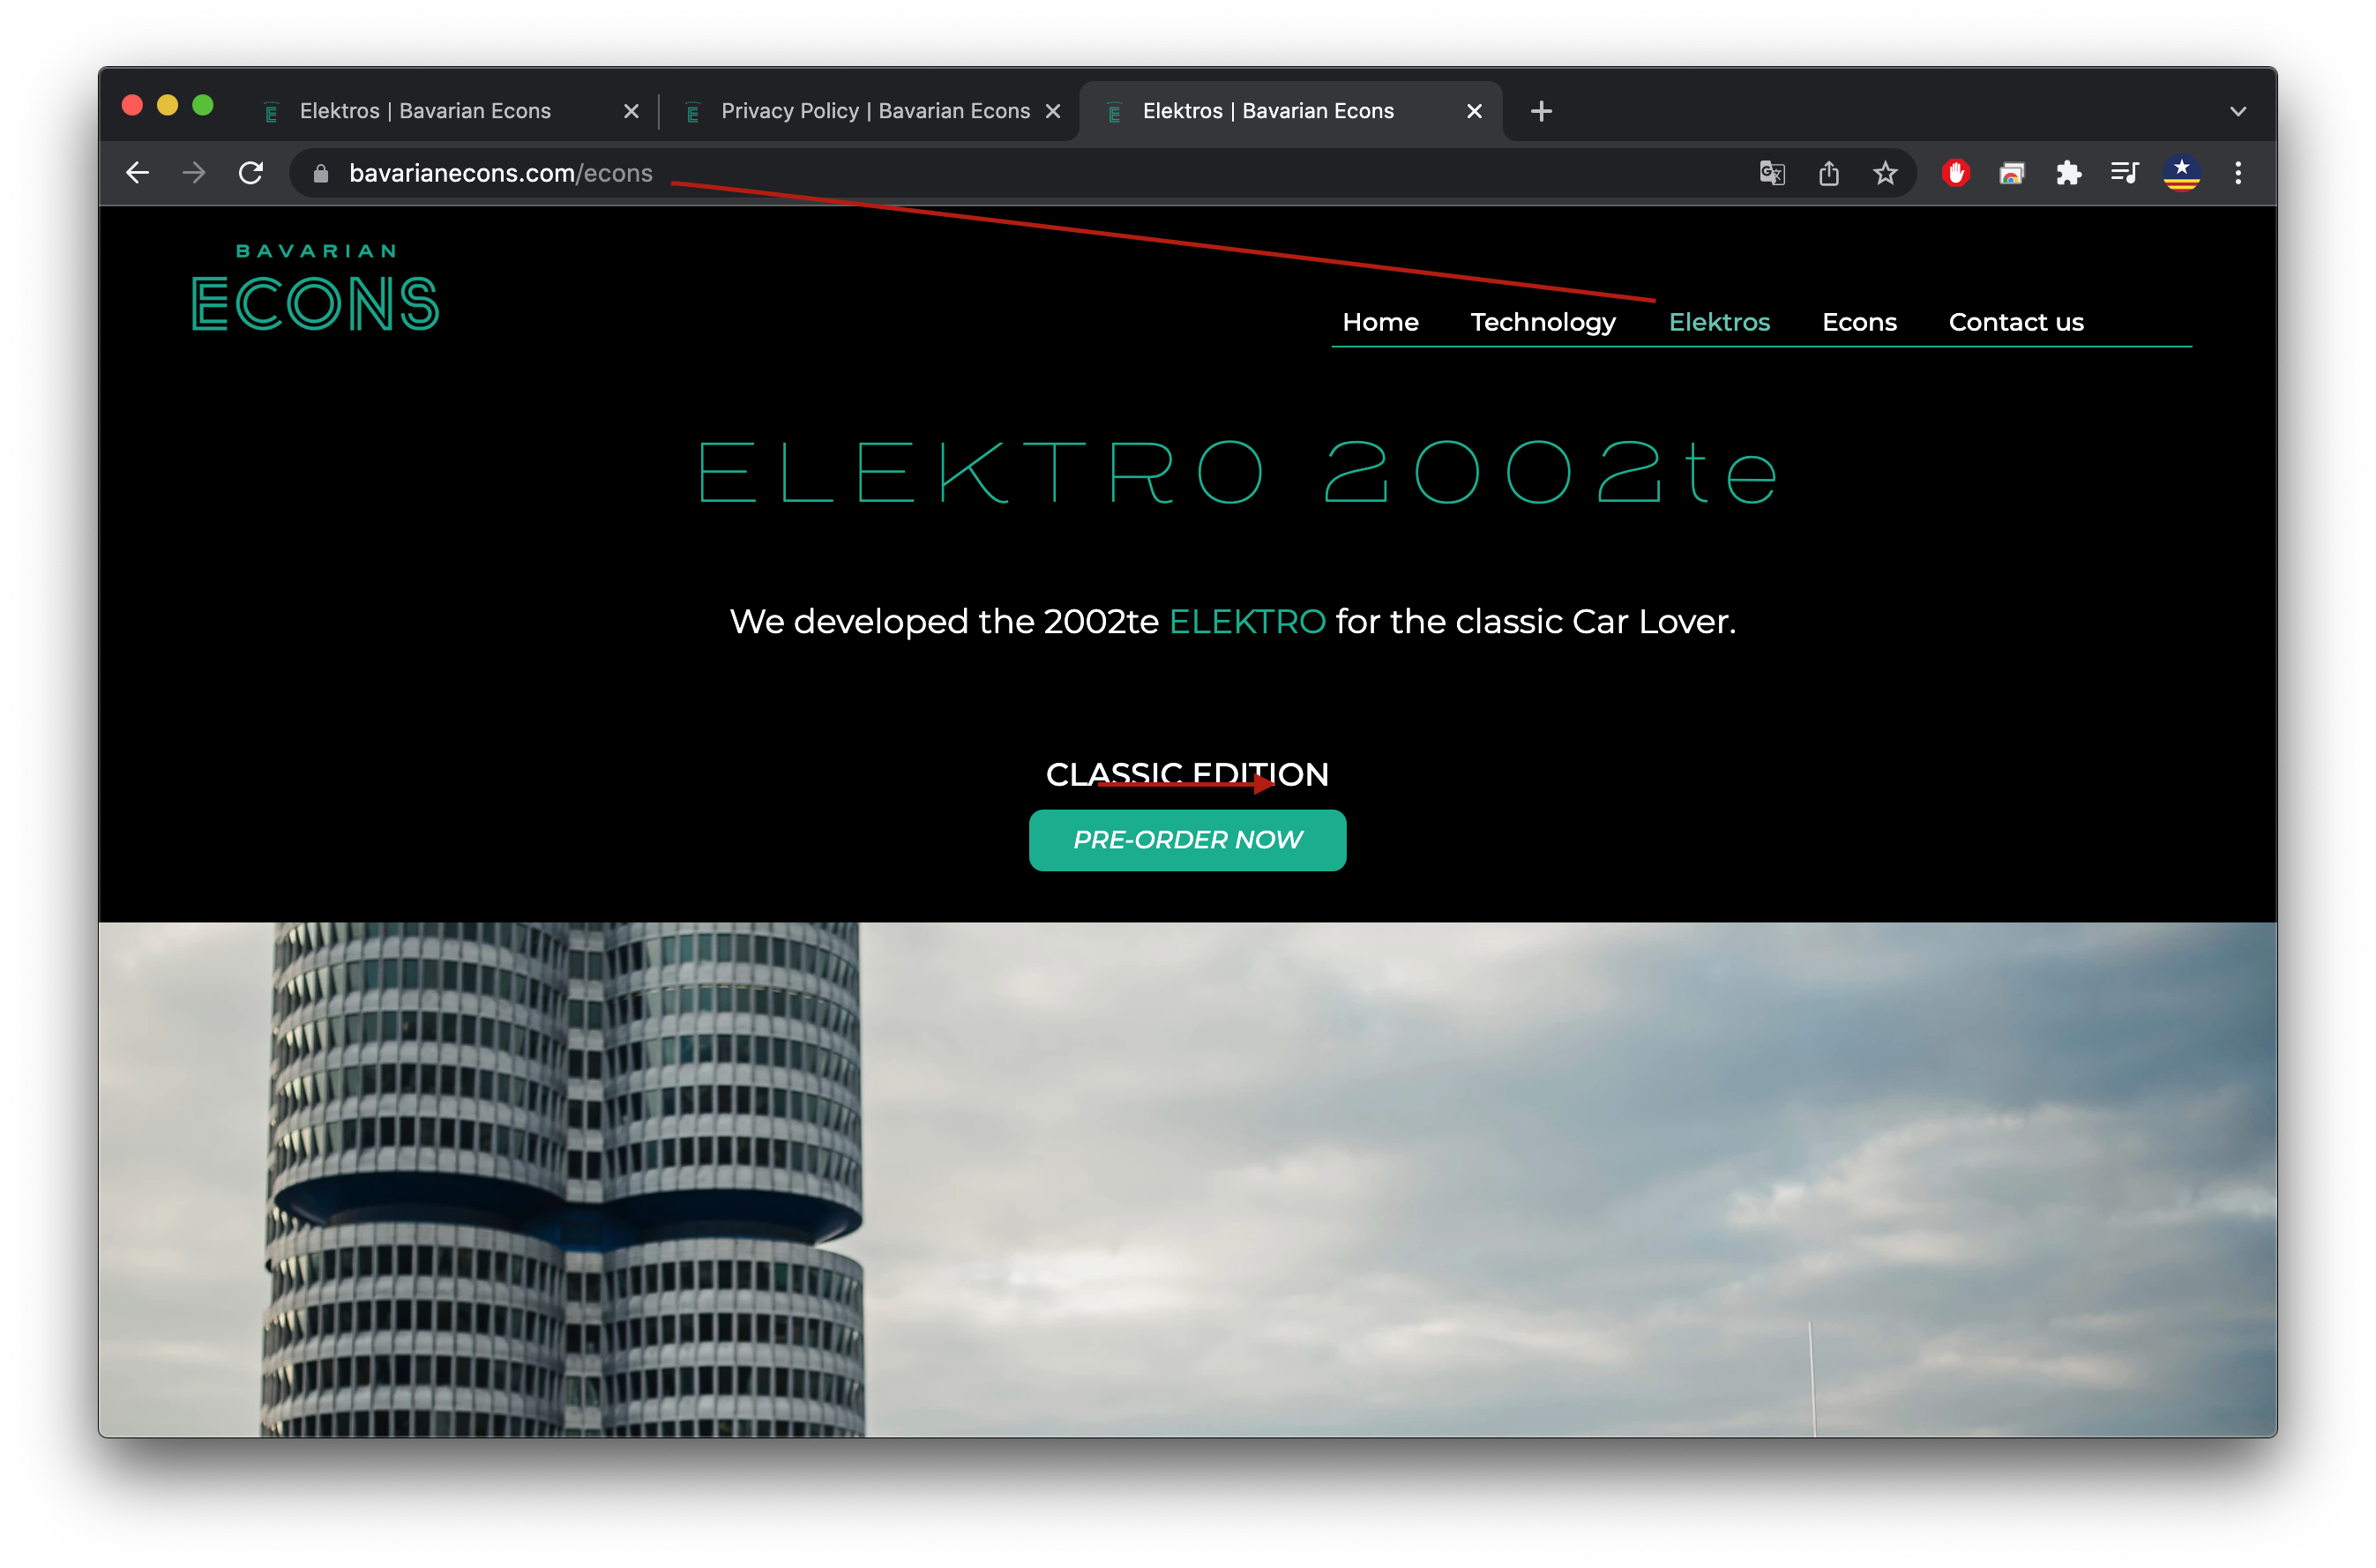 Elektros | Bavarian Econs
Privacy Policy | Bavarian Econs
Elektros | Bavarian Econs
bavarianecons.com/econs
BAVARIAN
ECONS
Home Technology Elektros Econs Contact us
ELEKTRO 2002te
We developed the 2002te ELEKTRO for the classic Car Lover.
CLASSIC EDITION
PRE-ORDER NOW